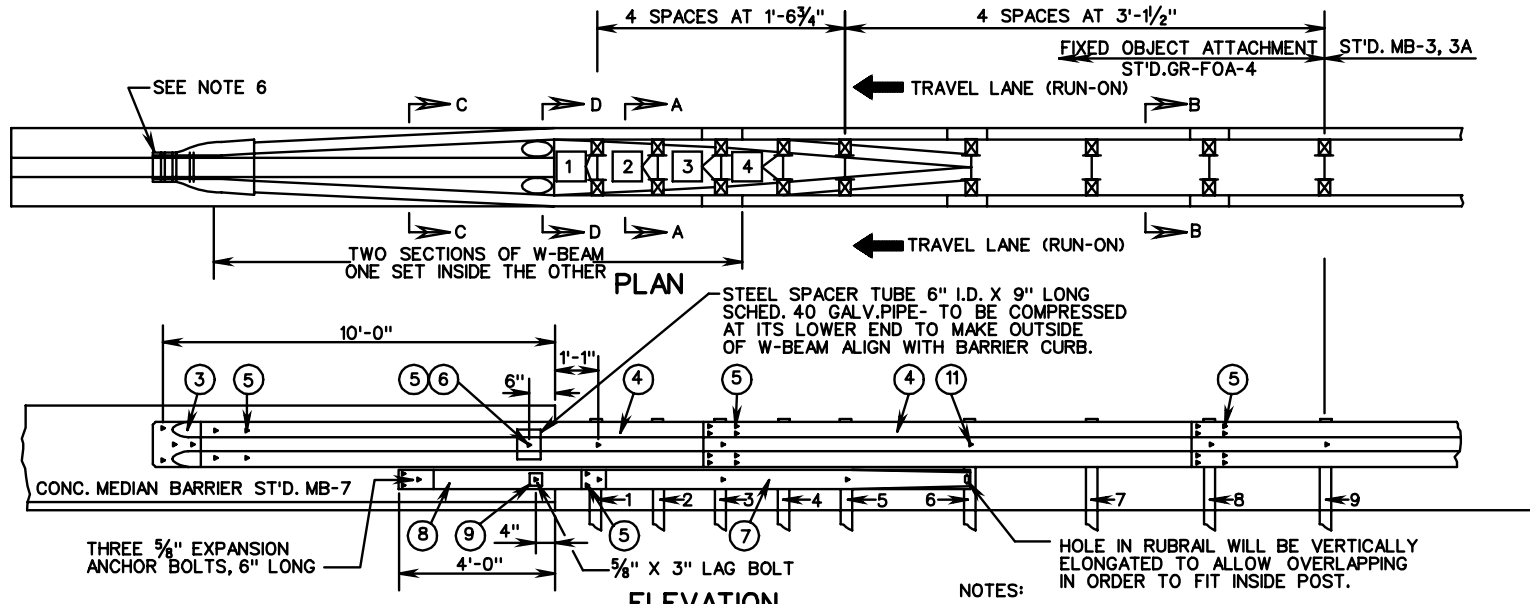 4 SPACES AT 1'-6¾"
4 SPACES AT 3'-1½"
FIXED OBJECT ATTACHMENT
ST'D.GR-FOA-4
ST'D. MB-3, 3A
SEE NOTE 6
C
D
A
TRAVEL LANE (RUN-ON)
B
1
2
3
4
C
D
A
TRAVEL LANE (RUN-ON)
B
TWO SECTIONS OF W-BEAM
ONE SET INSIDE THE OTHER
PLAN
STEEL SPACER TUBE 6" I.D. X 9" LONG
SCHED. 40 GALV.PIPE- TO BE COMPRESSED
AT ITS LOWER END TO MAKE OUTSIDE
OF W-BEAM ALIGN WITH BARRIER CURB.
10'-0"
1'-1"
6"
3
5
5 6
4
5
4
11
5
CONC. MEDIAN BARRIER ST'D. MB-7
1
2
3
4
5
6
7
8
9
8
9
4"
5
7
THREE ⅝" EXPANSION
ANCHOR BOLTS, 6" LONG
4'-0"
⅝" X 3" LAG BOLT
HOLE IN RUBRAIL WILL BE VERTICALLY
ELONGATED TO ALLOW OVERLAPPING
IN ORDER TO FIT INSIDE POST.
NOTES:
ELEVATION